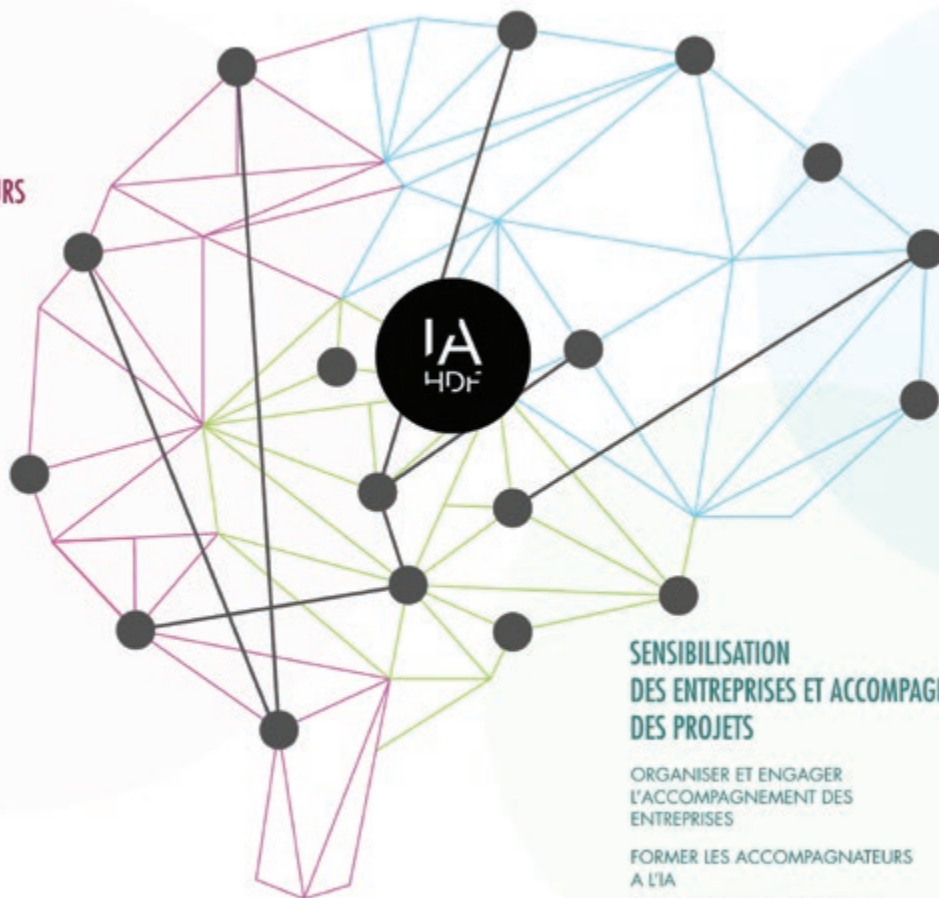 URS
IA
HDF
SENSIBILISATION
DES ENTREPRISES ET ACCOMPAG
DES PROJETS
ORGANISER ET ENGAGER
L'ACCOMPAGNEMENT DES
ENTREPRISES
FORMER LES ACCOMPAGNATEURS
A L'IA